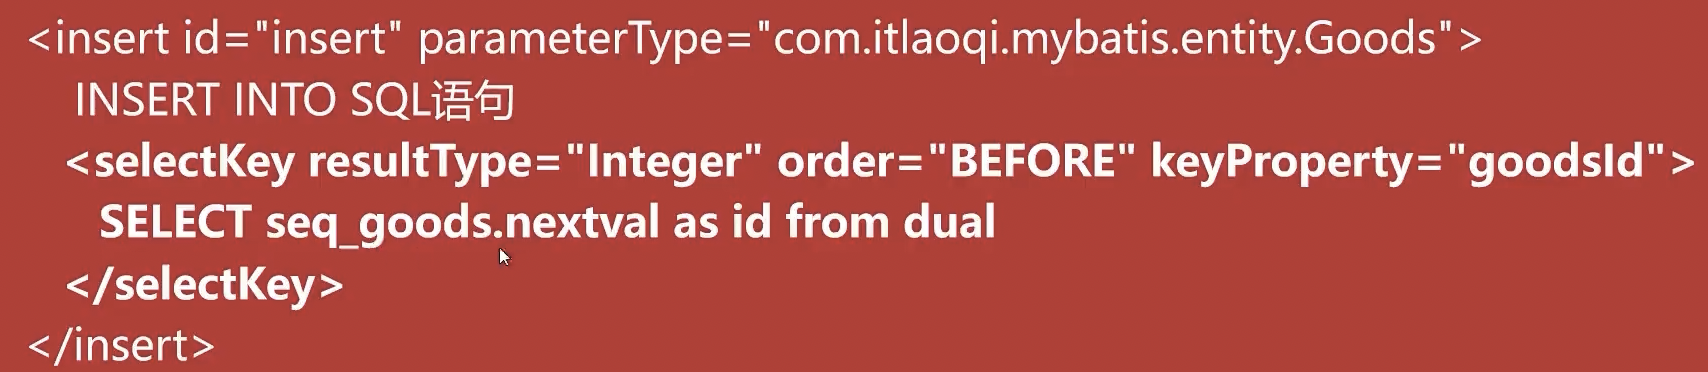 <insert id="insert" parameterType="com.itlaoqi.mybatis.entity.Goods">
INSERT INTO SQL语句
<selectKey resultType="Integer" order="BEFORE" keyProperty="goodsId">
SELECT seq_goods.nextval as id from dual
</selectKey>
</insert>